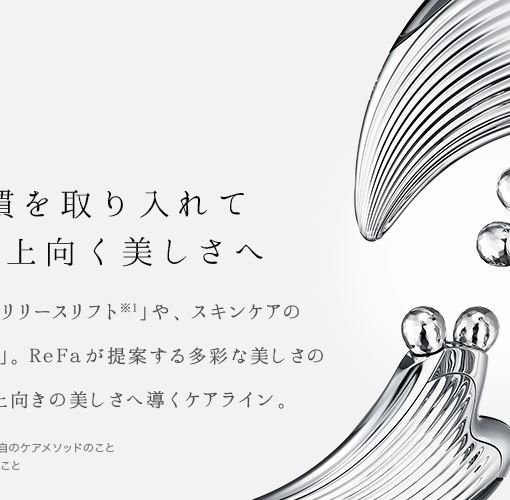 慣を取り入れて
上向く美しさへ
リリースリフト※1」や、スキンケアの
」。ReFaが提案する多彩な美しさの
上向きの美しさへ導くケアライン。
自のケアメソッドのこと
こと